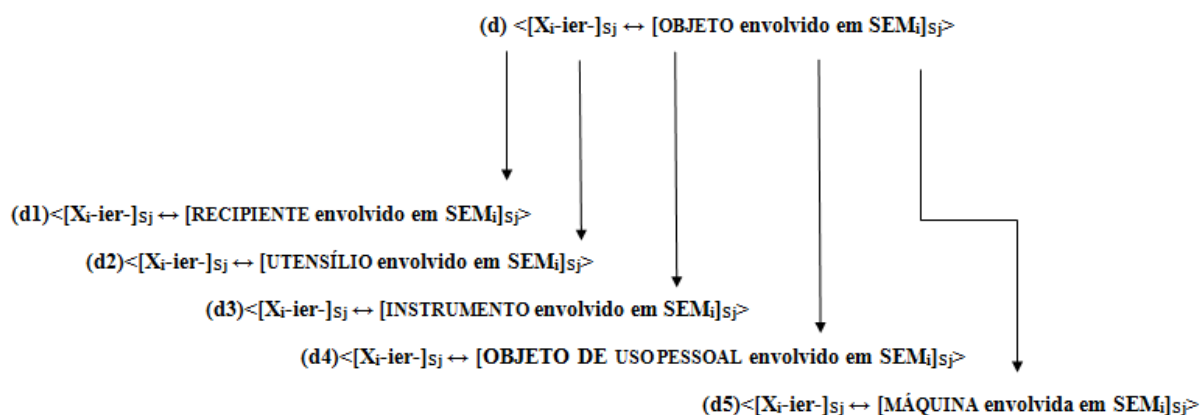 (d) <[Xᵢ-ier-]Sⱼ ↔ [OBJETO envolvido em SEMᵢ]Sⱼ>
(d1)<[Xᵢ-ier-]Sⱼ ↔ [RECIPIENTE envolvido em SEMᵢ]Sⱼ>
(d2)<[Xᵢ-ier-]Sⱼ ↔ [UTENSÍLIO envolvido em SEMᵢ]Sⱼ>
(d3)<[Xᵢ-ier-]Sⱼ ↔ [INSTRUMENTO envolvido em SEMᵢ]Sⱼ>
(d4)<[Xᵢ-ier-]Sⱼ ↔ [OBJETO DE USO PESSOAL envolvido em SEMᵢ]Sⱼ>
(d5)<[Xᵢ-ier-]Sⱼ ↔ [MÁQUINA envolvida em SEMᵢ]Sⱼ>